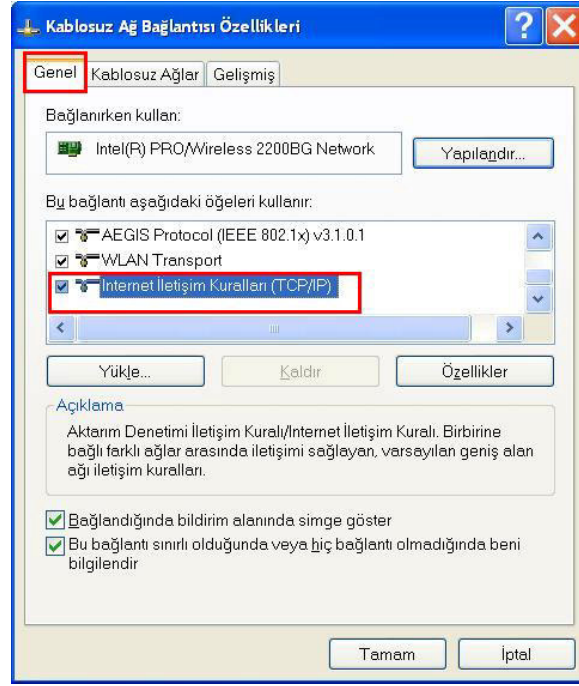 Kablosuz Ağ Bağlantısı Özellikleri
Genel Kablosuz Ağlar Gelişmiş
Bağlanırken kullan:
Intel(R) PRO/Wireless 2200BG Network
Yapılandır...
Bu bağlantı aşağıdaki öğeleri kullanır:
AEGIS Protocol (IEEE 802.1x) v3.1.0.1
WLAN Transport
Internet İletişim Kuralları (TCP/IP)
Yükle... Kaldır Özellikler
Açıklama
Aktarım Denetimi İletişim Kuralı/Internet İletişim Kuralı. Birbirine
bağlı farklı ağlar arasında iletişimi sağlayan, varsayılan geniş alan
ağı iletişim kuralları.
Bağlandığında bildirim alanında simge göster
Bu bağlantı sınırlı olduğunda veya hiç bağlantı olmadığında beni
bilgilendir
Tamam İptal